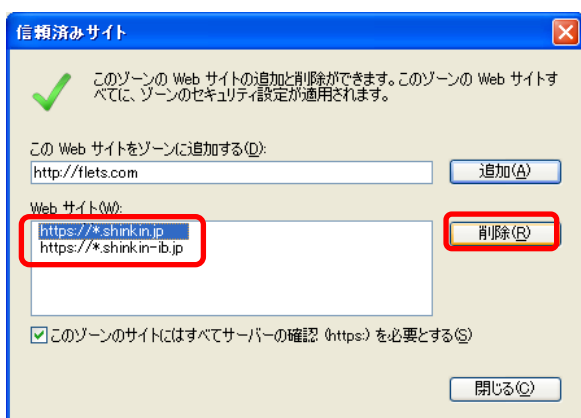 信頼済みサイト
このゾーンの Web サイトの追加と削除ができます。このゾーンの Web サイトす
べてに、ゾーンのセキュリティ設定が適用されます。
この Web サイトをゾーンに追加する(D):
http://flets.com
追加(A)
Web サイト(W):
https://*.shinkin.jp
https://*.shinkin-ib.jp
削除(R)
このゾーンのサイトにはすべてサーバーの確認 (https:) を必要とする(S)
閉じる(C)